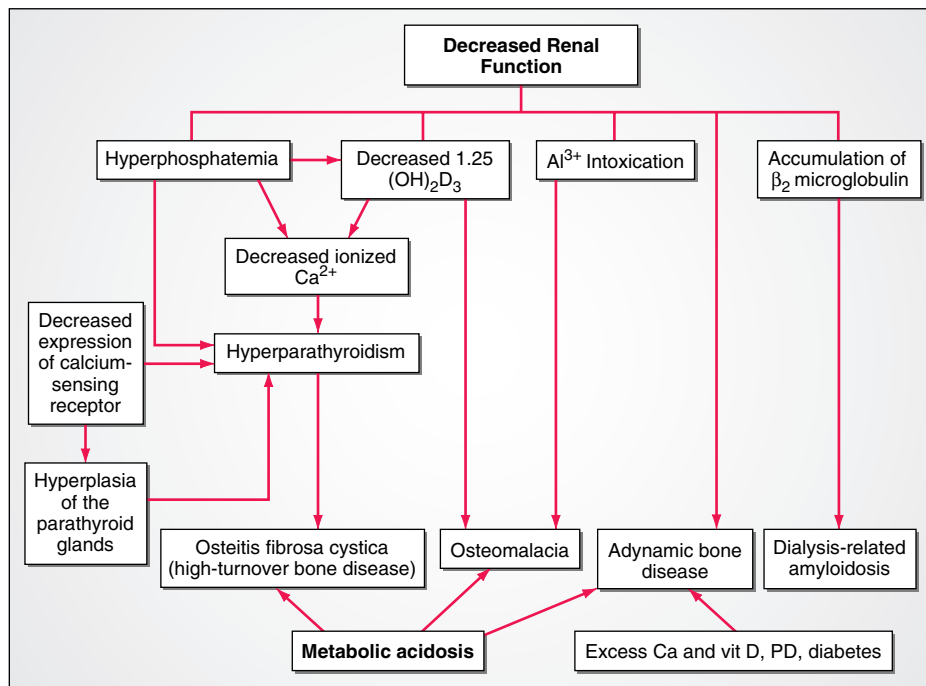 Decreased Renal
Function
Hyperphosphatemia
Decreased 1.25
(OH)₂D₃
Al³⁺ Intoxication
Accumulation of
β₂ microglobulin
Decreased ionized
Ca²⁺
Decreased
expression
of calcium-
sensing
receptor
Hyperparathyroidism
Hyperplasia
of the
parathyroid
glands
Osteitis fibrosa cystica
(high-turnover bone disease)
Osteomalacia
Adynamic bone
disease
Dialysis-related
amyloidosis
Metabolic acidosis
Excess Ca and vit D, PD, diabetes